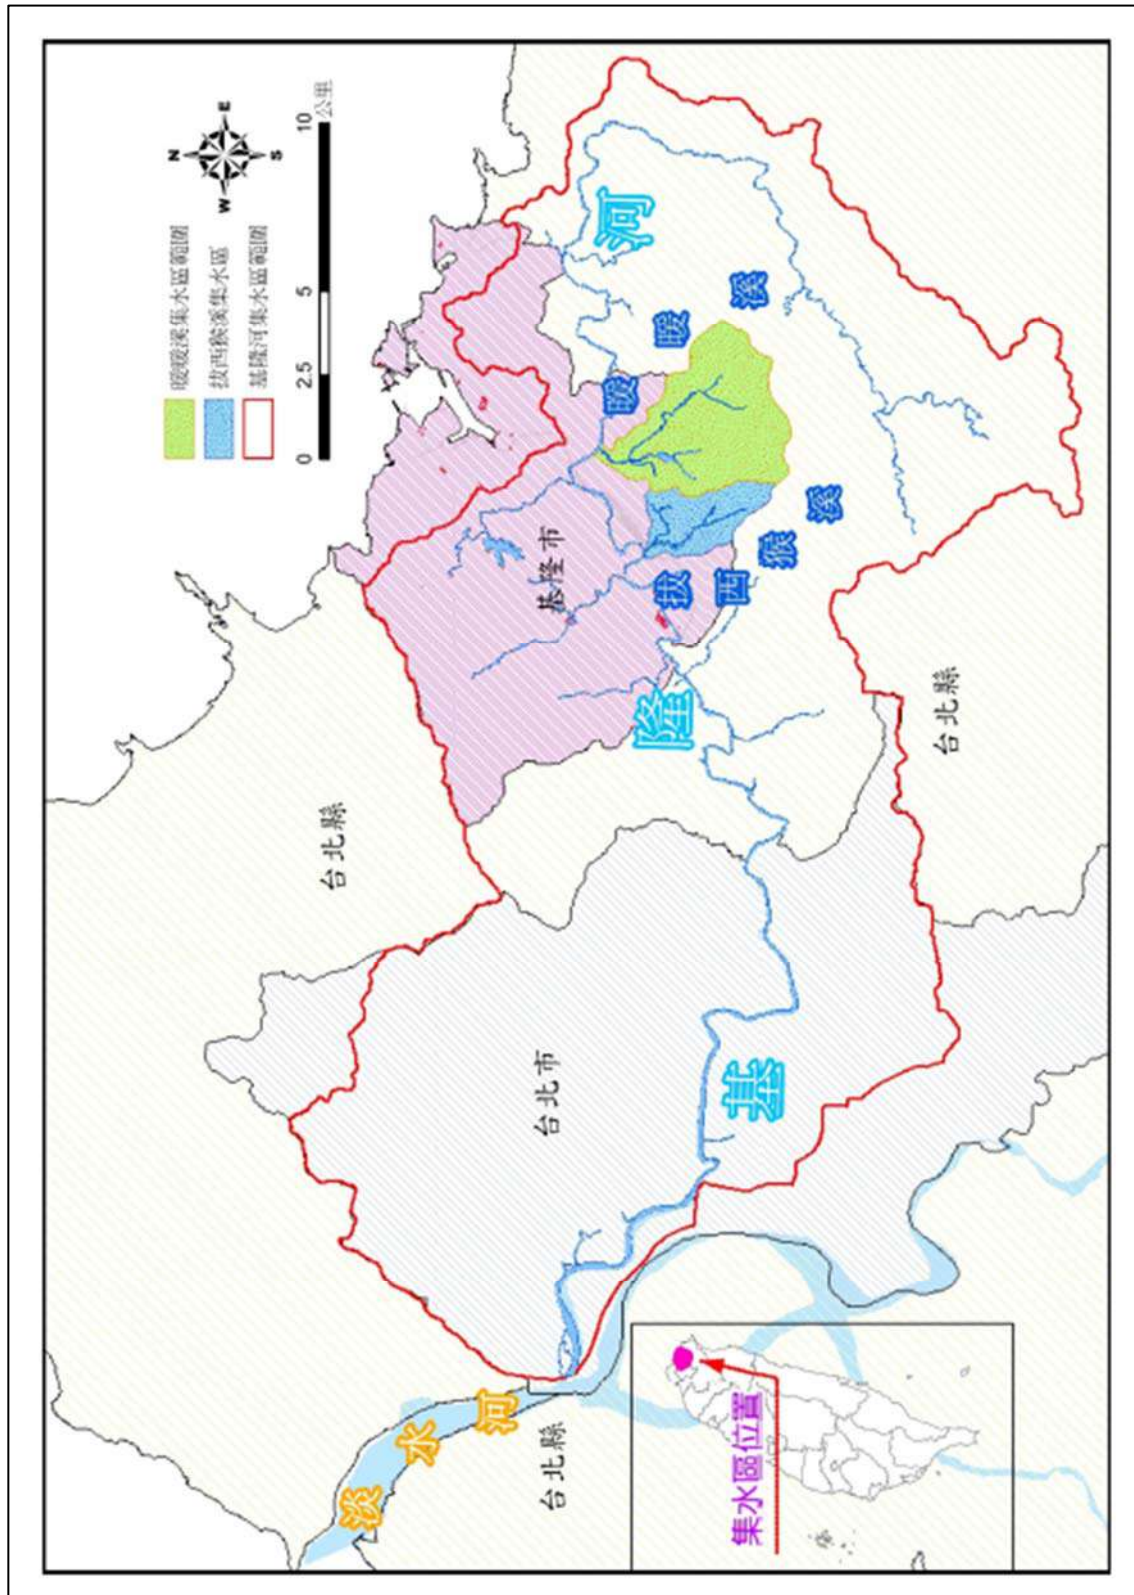 N
W E
S
暖暖溪集水區範圍
拔西猴溪集水區
基隆河集水區範圍
0 2.5 5 10
公里
台北縣
基隆市
台北市
台北縣
台北縣
基隆河
暖暖溪
拔西猴溪
淡水河
集水區位置